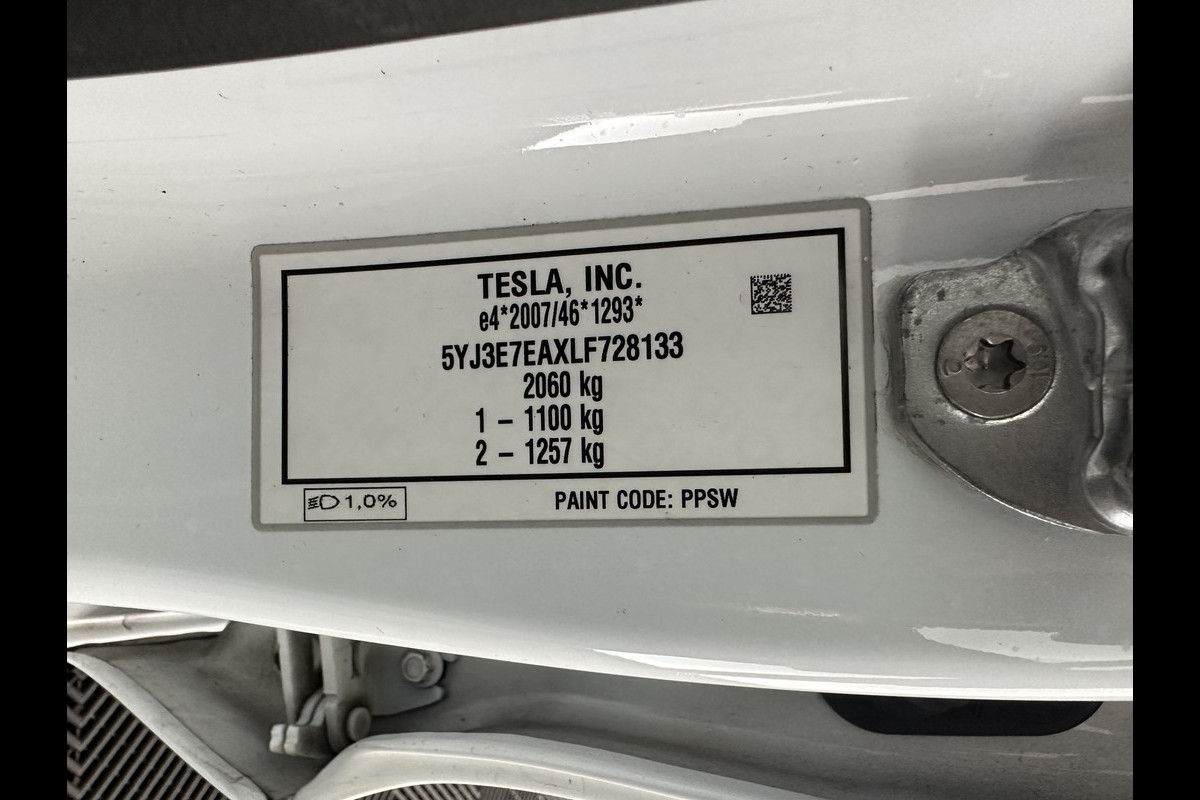 TESLA, INC.
e4*2007/46*1293*
5YJ3E7EAXLF728133
2060 kg
1 – 1100 kg
2 – 1257 kg
1,0%
PAINT CODE: PPSW